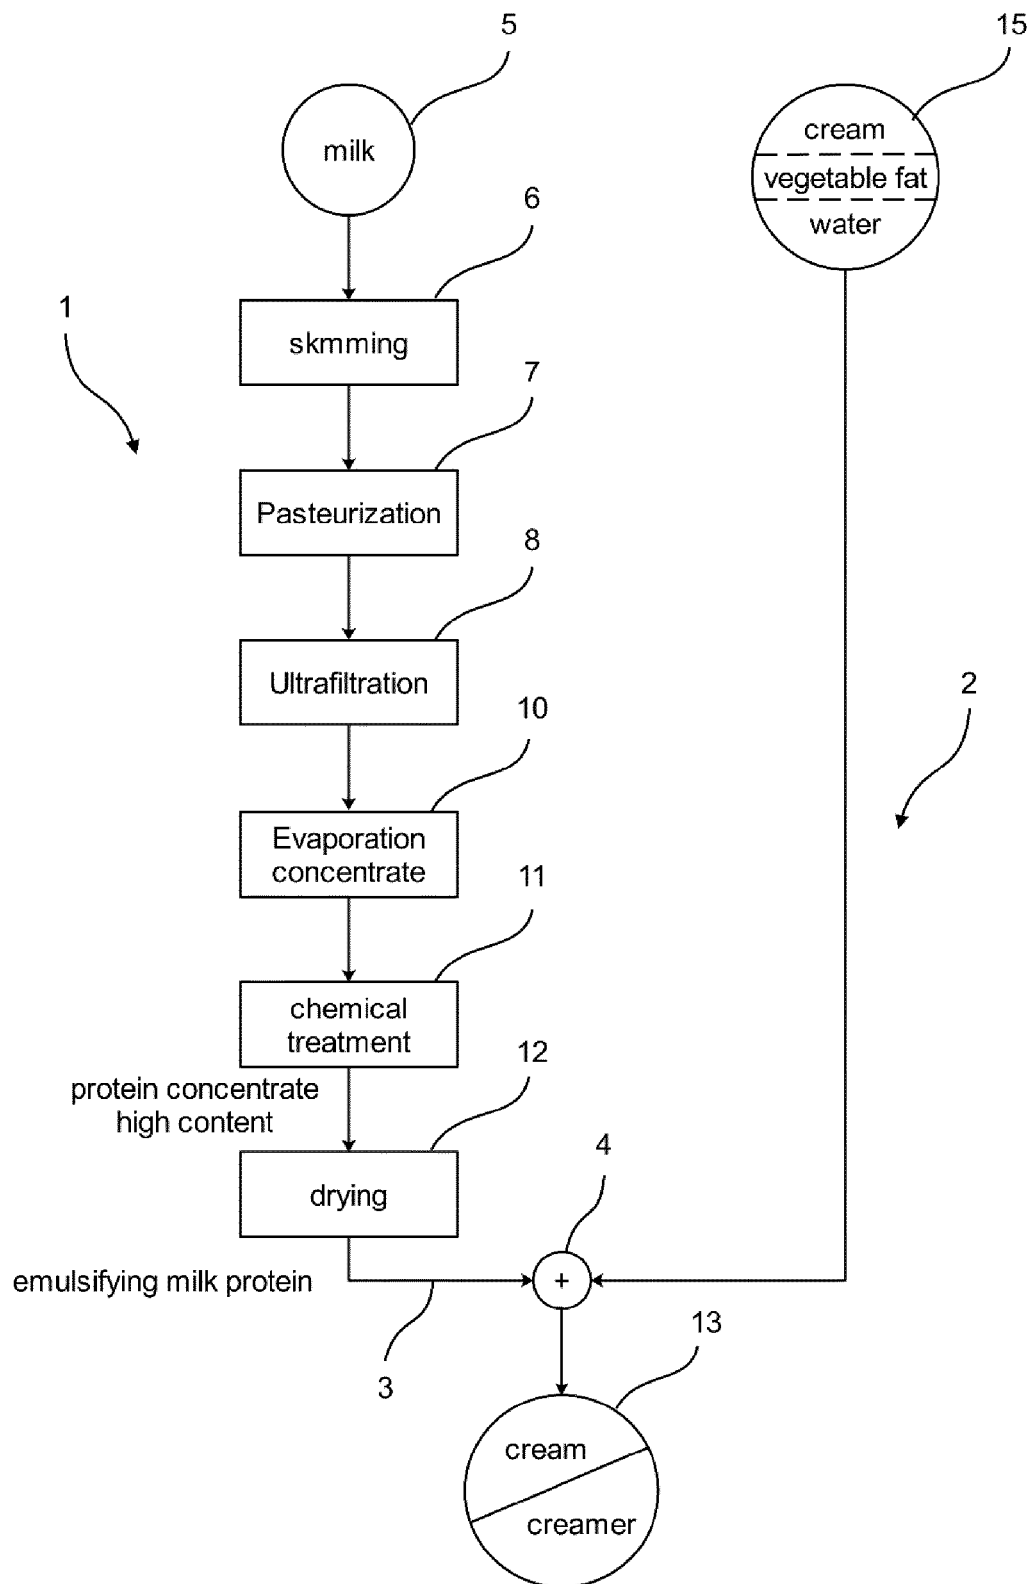 5
15
milk
cream
vegetable fat
water
6
1
skmming
7
Pasteurization
8
Ultrafiltration
2
10
Evaporation
concentrate
11
chemical
treatment
protein concentrate
high content
12
drying
4
emulsifying milk protein
+
3
13
cream
creamer